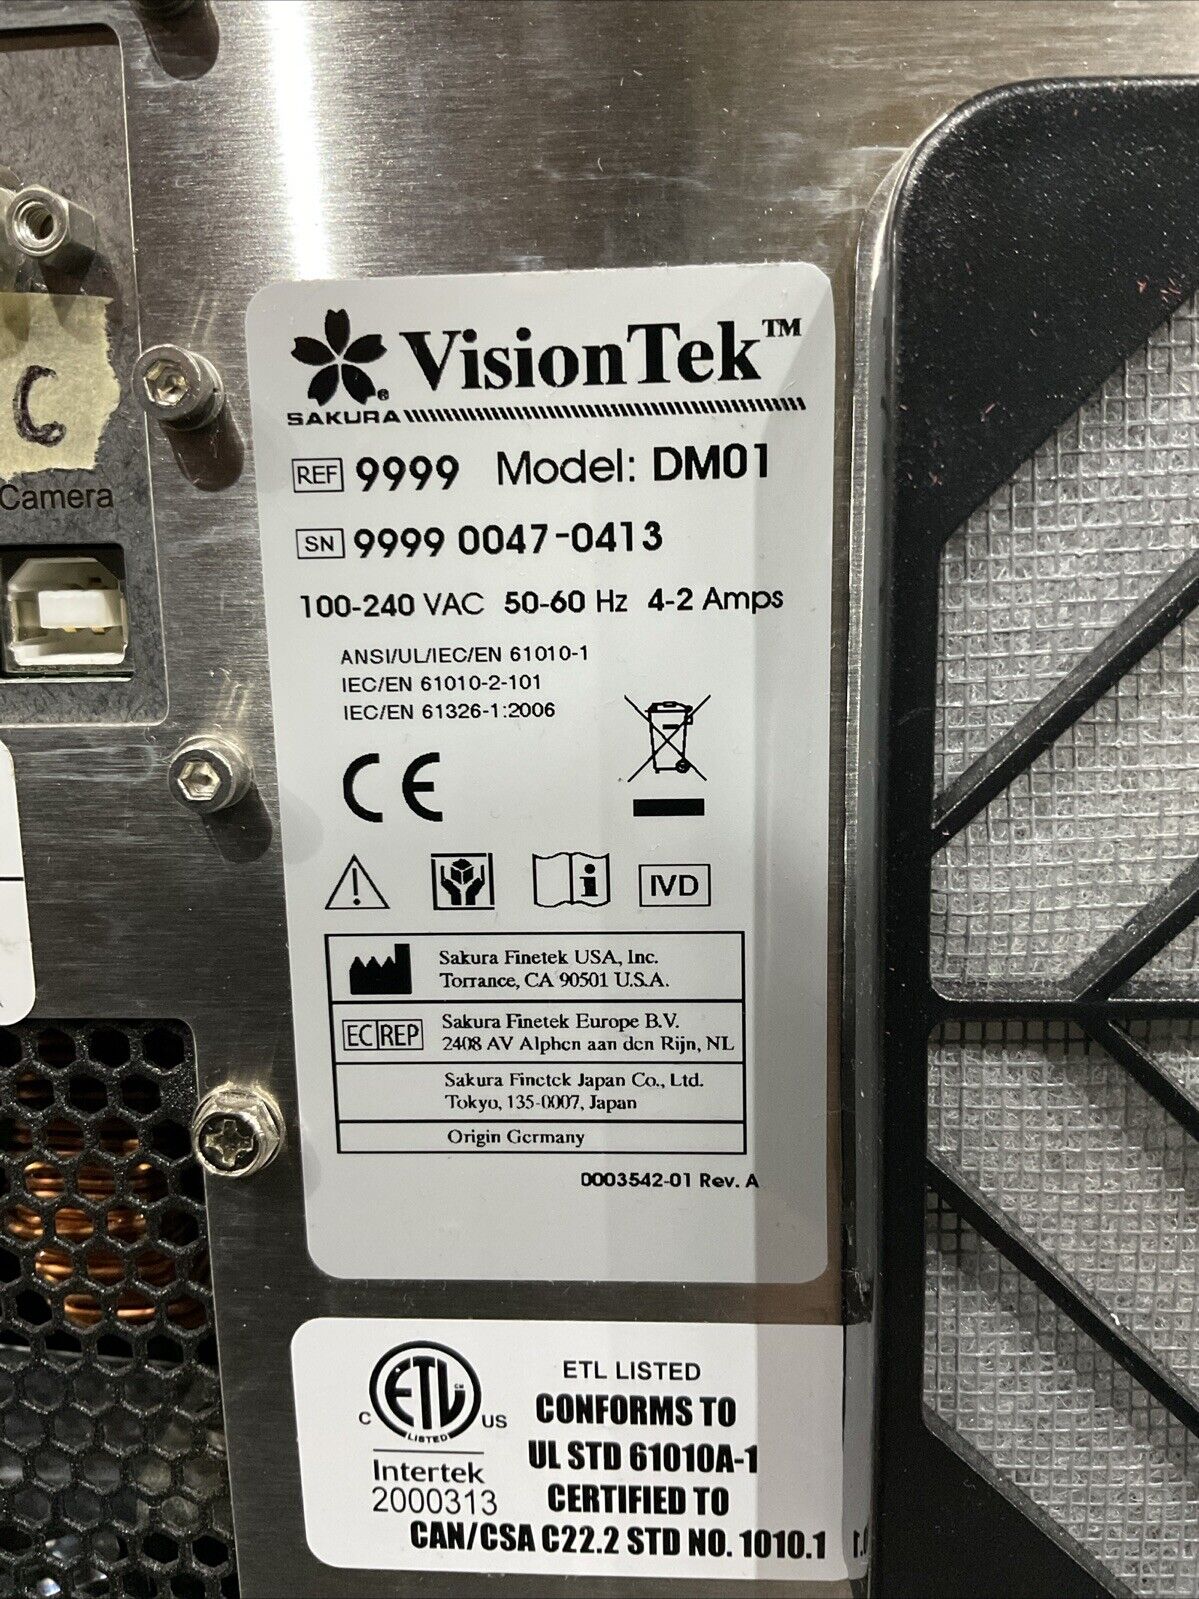 C
Camera
VisionTek™
SAKURA®
REF 9999 Model: DM01
SN 9999 0047-0413
100-240 VAC 50-60 Hz 4-2 Amps
ANSI/UL/IEC/EN 61010-1
IEC/EN 61010-2-101
IEC/EN 61326-1:2006
CE
IVD
Sakura Finetek USA, Inc.
Torrance, CA 90501 U.S.A.
EC REP
Sakura Finetek Europe B.V.
2408 AV Alphen aan den Rijn, NL
Sakura Finetek Japan Co., Ltd.
Tokyo, 135-0007, Japan
Origin Germany
0003542-01 Rev. A
ETL LISTED
CONFORMS TO
UL STD 61010A-1
CERTIFIED TO
CAN/CSA C22.2 STD NO. 1010.1
C ETL US
LISTED
Intertek
2000313